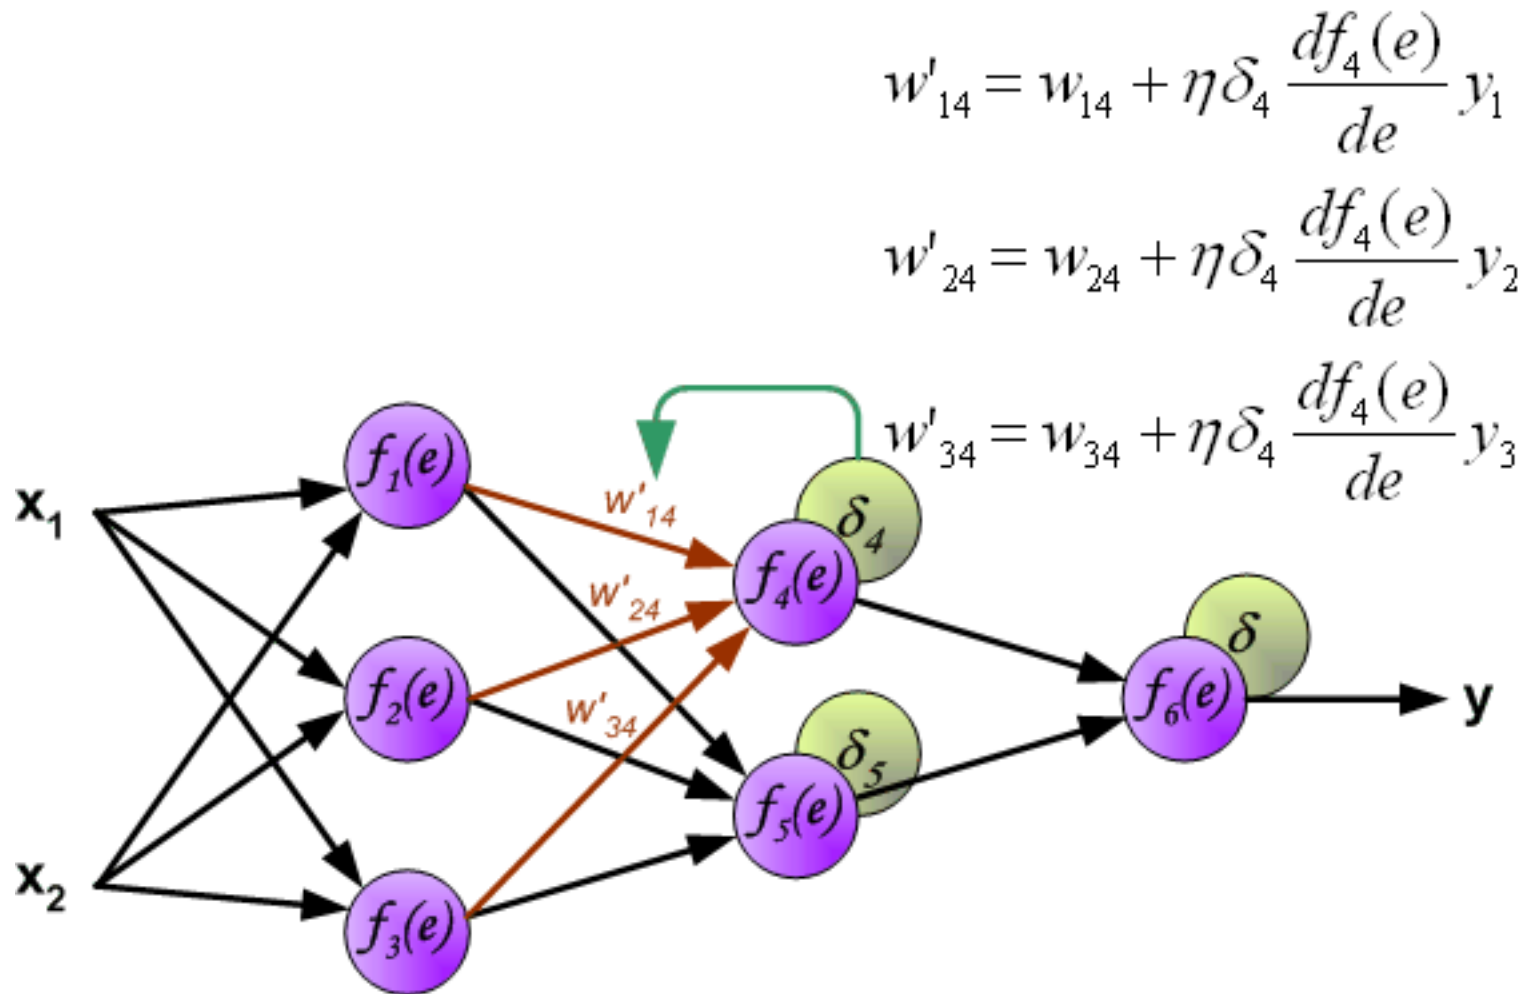 w'₁₄ = w₁₄ + ηδ₄ df₄(e)/de y₁
w'₂₄ = w₂₄ + ηδ₄ df₄(e)/de y₂
w'₃₄ = w₃₄ + ηδ₄ df₄(e)/de y₃
x₁
x₂
f₁(e)
f₂(e)
f₃(e)
w'₁₄
w'₂₄
w'₃₄
δ₄
f₄(e)
δ₅
f₅(e)
δ
f₆(e)
y